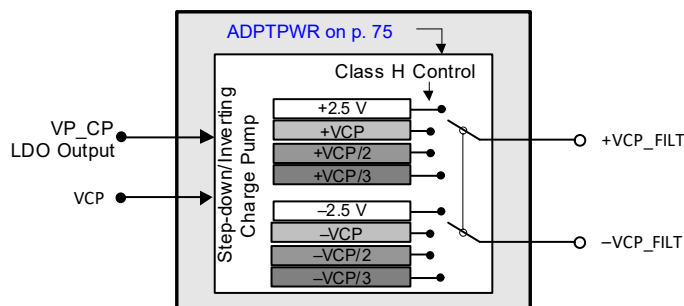 ADPTPWR on p. 75
Class H Control
VP_CP
LDO Output
VCP
Step-down/Inverting
Charge Pump
+2.5 V
+VCP
+VCP/2
+VCP/3
–2.5 V
–VCP
–VCP/2
–VCP/3
+VCP_FILT
–VCP_FILT